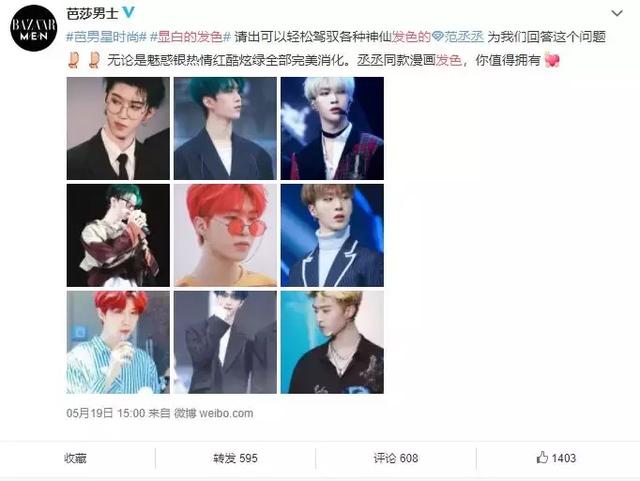 BAZAAR
MEN
芭莎男士
#芭男星时尚# #显白的发色# 请出可以轻松驾驭各种神仙发色的范丞丞 为我们回答这个问题
无论是魅惑银热情红酷炫绿全部完美消化。丞丞同款漫画发色，你值得拥有
05月19日 15:00 来自 微博 weibo.com
收藏
转发 595
评论 608
1403